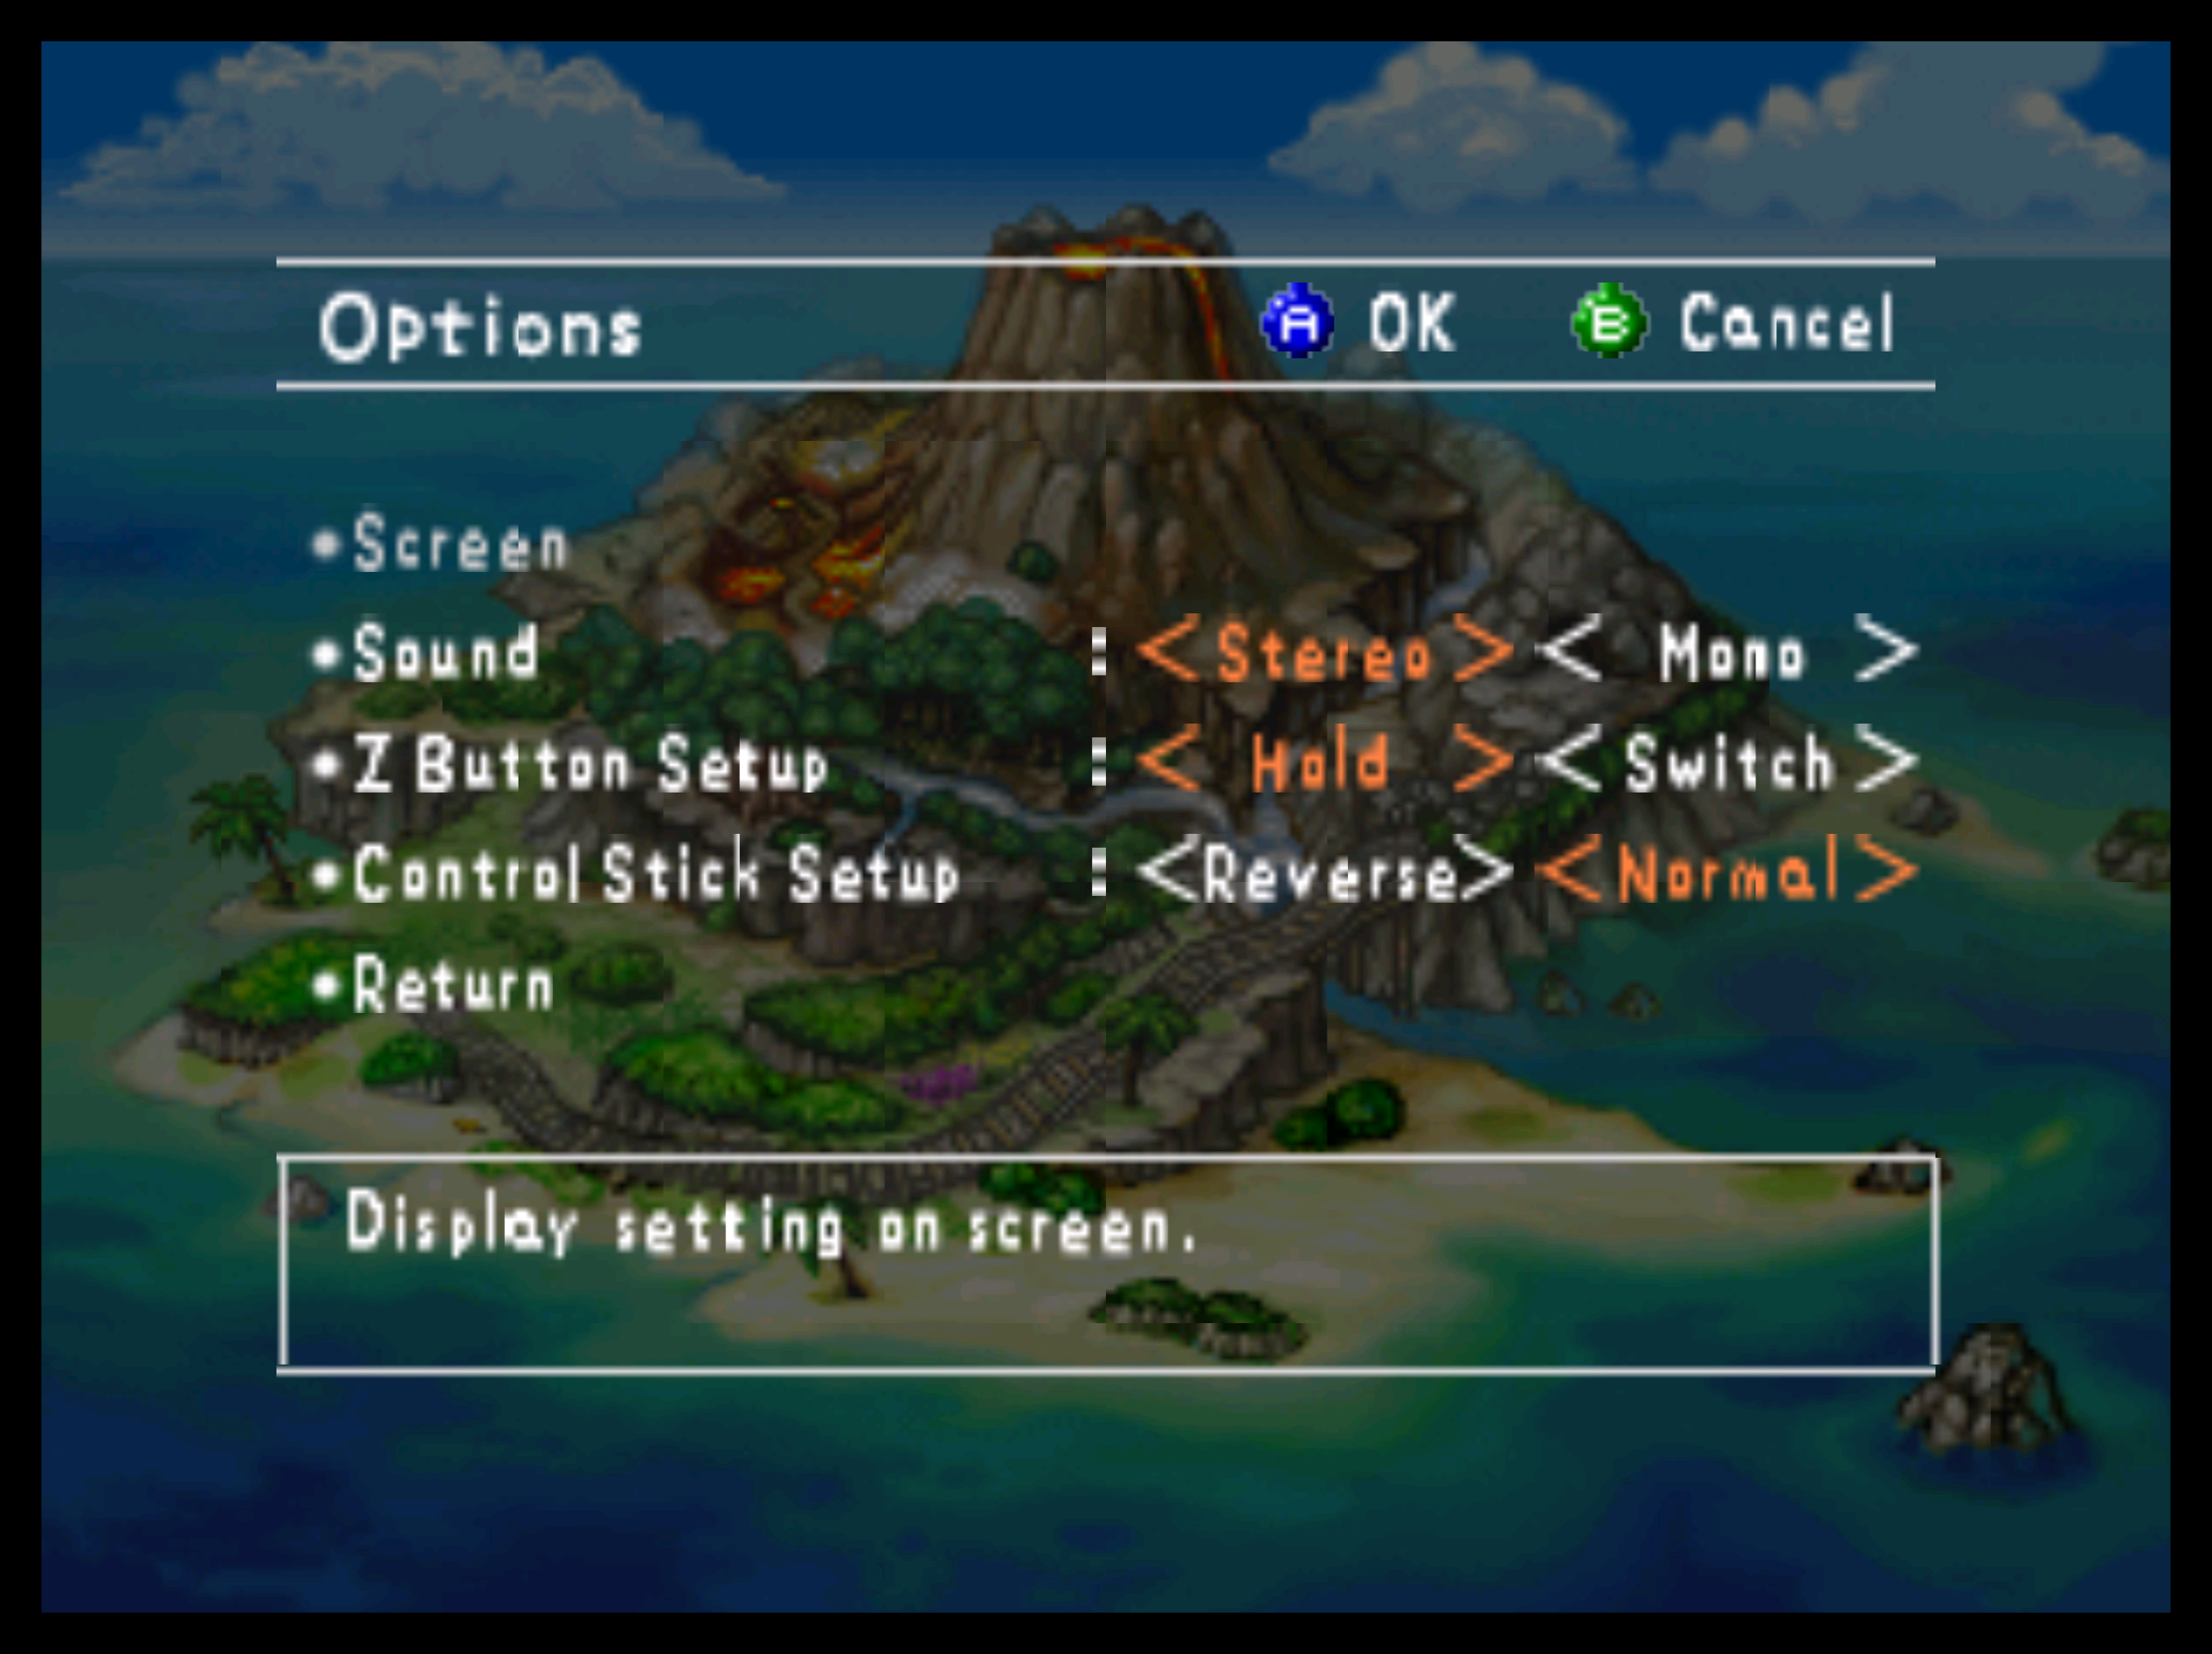 Options A OK B Cancel
•Screen
•Sound : <Stereo> < Mono >
•Z Button Setup : < Hold > <Switch>
•Control Stick Setup : <Reverse> <Normal>
•Return
Display setting on screen.